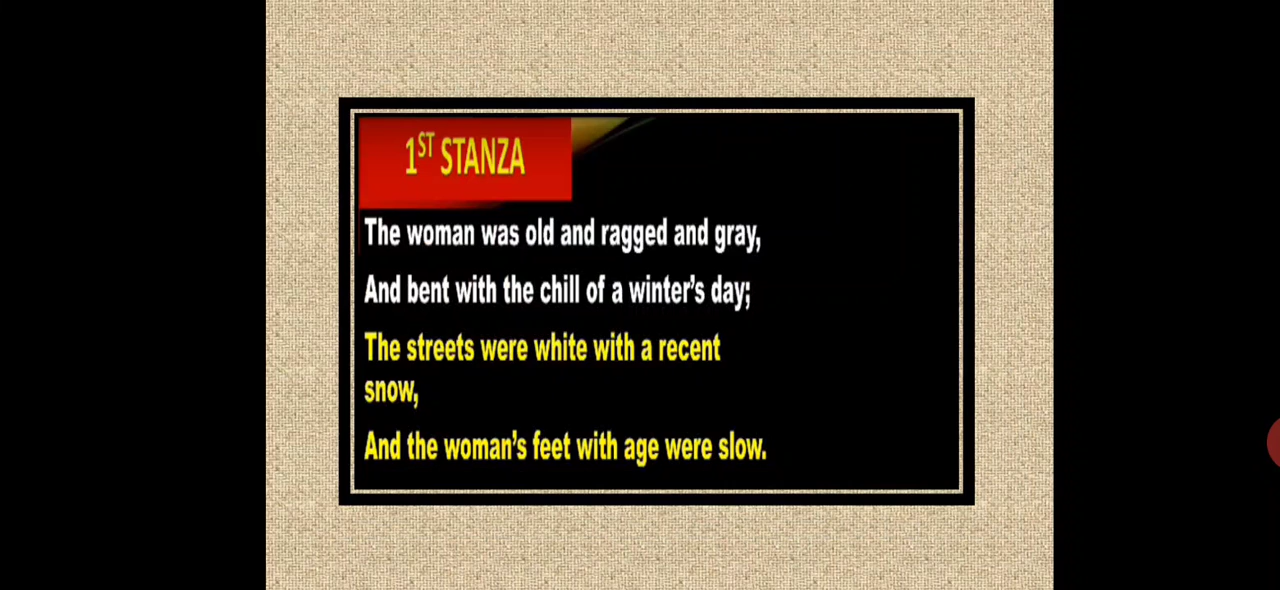 1ST STANZA
The woman was old and ragged and gray,
And bent with the chill of a winter’s day;
The streets were white with a recent
snow,
And the woman’s feet with age were slow.